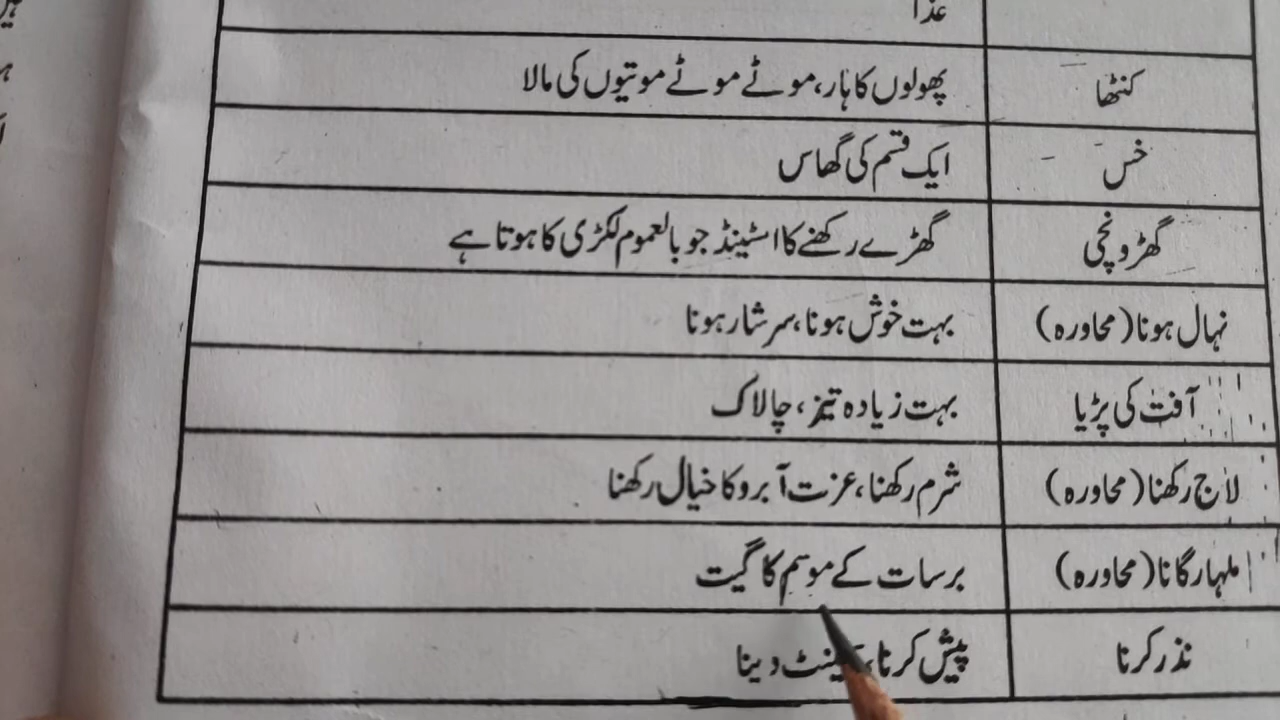 غذا
کنٹھا	پھولوں کا ہار، موٹے موٹے موتیوں کی مالا
خس	ایک قسم کی گھاس
گھڑونچی	گھڑے رکھنے کا اسٹینڈ جو بالعموم لکڑی کا ہوتا ہے
نہال ہونا (محاورہ)	بہت خوش ہونا، سرشار ہونا
آفت کی پڑیا	بہت زیادہ تیز، چالاک
لاج رکھنا (محاورہ)	شرم رکھنا، عزت آبرو کا خیال رکھنا
ملہار گانا (محاورہ)	برسات کے موسم کا گیت
نذر کرنا	پیش کرنا، دینا